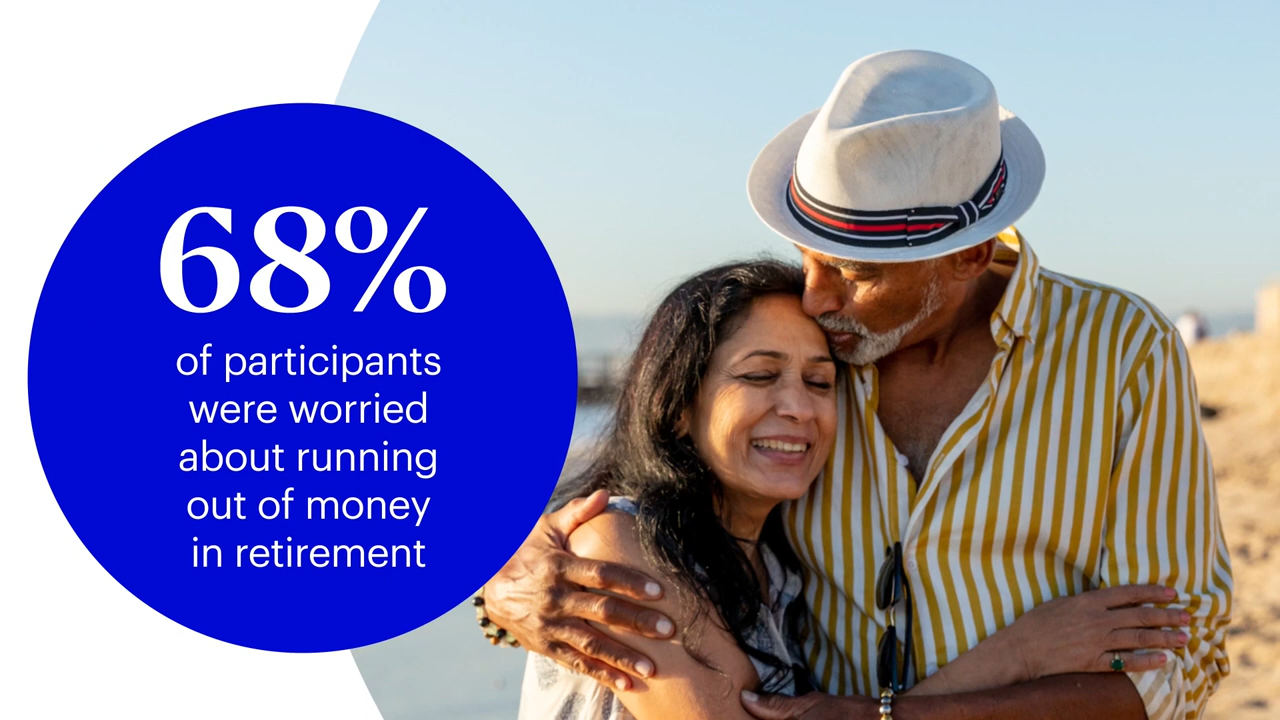 68%
of participants
were worried
about running
out of money
in retirement